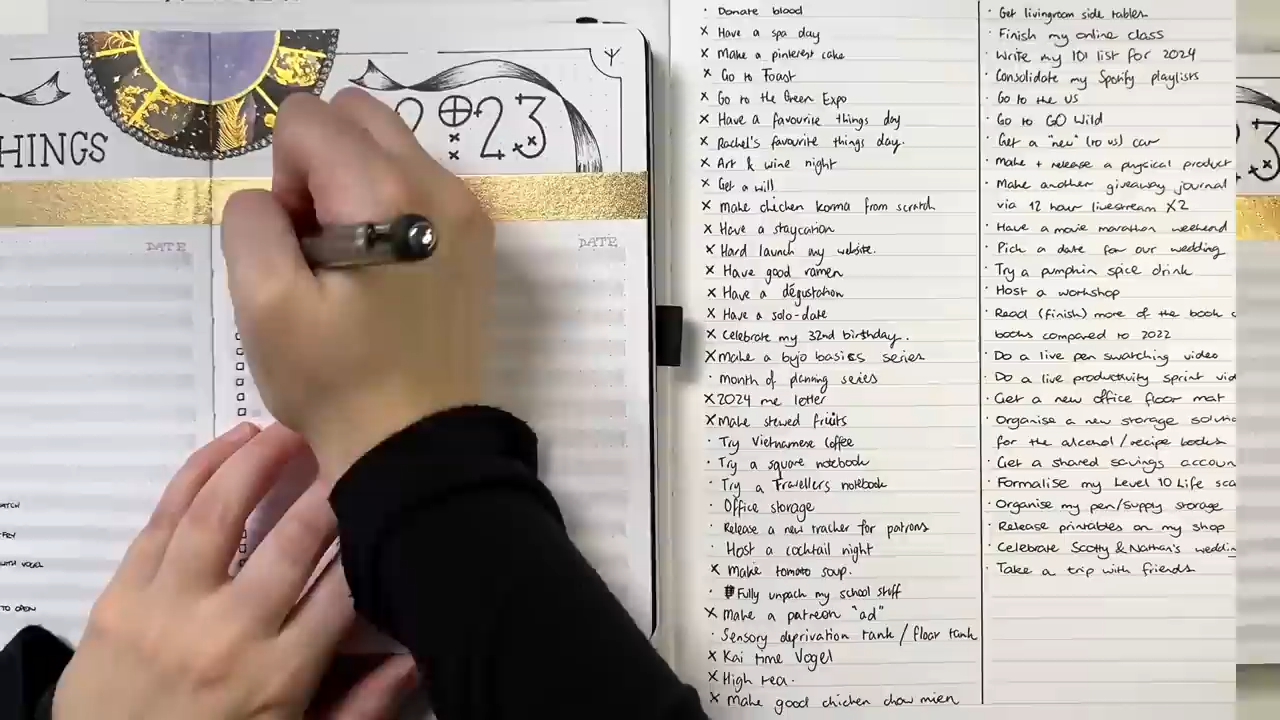 HINGS
2023
DATE
DATE
WITH VOGEL
TO OPEN
· Donate blood
x Have a spa day
x Make a pinterest cake
x Go to Toast
x Go to the Green Expo
x Have a favourite things day
x Rachel's favourite things day.
x Art & wine night
x Get a will
x Make chicken korma from scratch
x Have a staycation
x Hard launch my website.
x Have good ramen
x Have a dégustation
x Have a solo-date
x Celebrate my 32nd birthday.
x Make a bujo basics series
· month of planning series
x 2024 me letter
x Make stewed fruits
· Try Vietnamese Coffee
· Try a square notebook
· Try a Travellers notebook
· Office storage
· Release a new tracker for patrons
· Host a cocktail night
x Make tomato soup.
· Fully unpack my school stuff
x Make a patreon "ad"
· Sensory deprivation tank / floar tank
x Kai time Vogel
x High tea.
x Make good chicken chow mien
· Get livingroom side tables
· Finish my online class
· Write my 101 list for 2024
· Consolidate my Spotify playlists
· Go to the US
· Go to GO Wild
· Get a "new" (to us) car
· Make + release a physical product
· Make another giveaway journal
via 12 hour livestream x2
· Have a movie marathon weekend
· Pick a date for our wedding
· Try a pumpkin spice drink
· Host a workshop
· Read (finish) more of the book
books compared to 2022
· Do a live pen swatching video
· Do a live productivity sprint vid
· Get a new office floor mat
· Organise a new storage solutio
for the alcohol / recipe books
· Get a shared savings accoun
· Formalise my Level 10 Life
· Organise my pen/supply storage
· Release printables on my shop
· Celebrate Scotty & Nathan's weddin
· Take a trip with friends
3